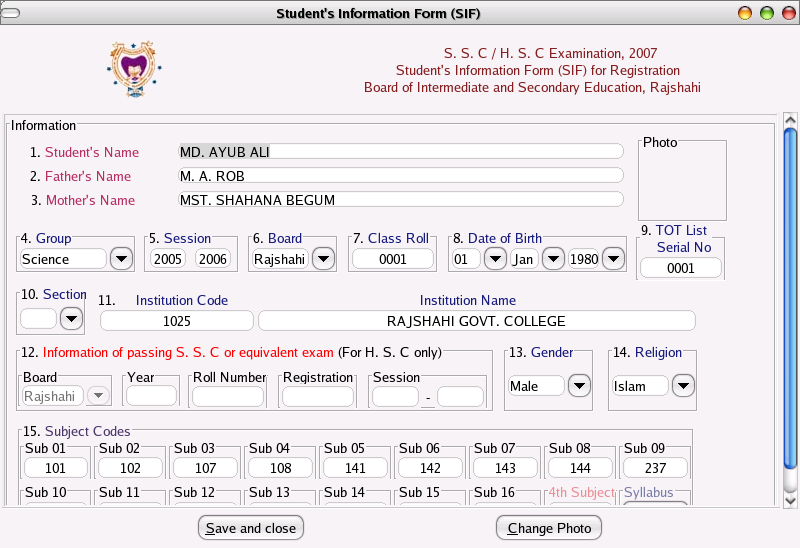 Student's Information Form (SIF)
S. S. C / H. S. C Examination, 2007
Student's Information Form (SIF) for Registration
Board of Intermediate and Secondary Education, Rajshahi
Information
1. Student's Name MD. AYUB ALI
2. Father's Name M. A. ROB
3. Mother's Name MST. SHAHANA BEGUM
Photo
4. Group 5. Session 6. Board 7. Class Roll 8. Date of Birth 9. TOT List Serial No
Science 2005 2006 Rajshahi 0001 01 Jan 1980 0001
10. Section 11. Institution Code Institution Name
1025 RAJSHAHI GOVT. COLLEGE
12. Information of passing S. S. C or equivalent exam (For H. S. C only) 13. Gender 14. Religion
Board Year Roll Number Registration Session
Rajshahi - Male Islam
15. Subject Codes
Sub 01 Sub 02 Sub 03 Sub 04 Sub 05 Sub 06 Sub 07 Sub 08 Sub 09
101 102 107 108 141 142 143 144 237
Sub 10 Sub 11 Sub 12 Sub 13 Sub 14 Sub 15 Sub 16 4th Subject Syllabus
Save and close Change Photo